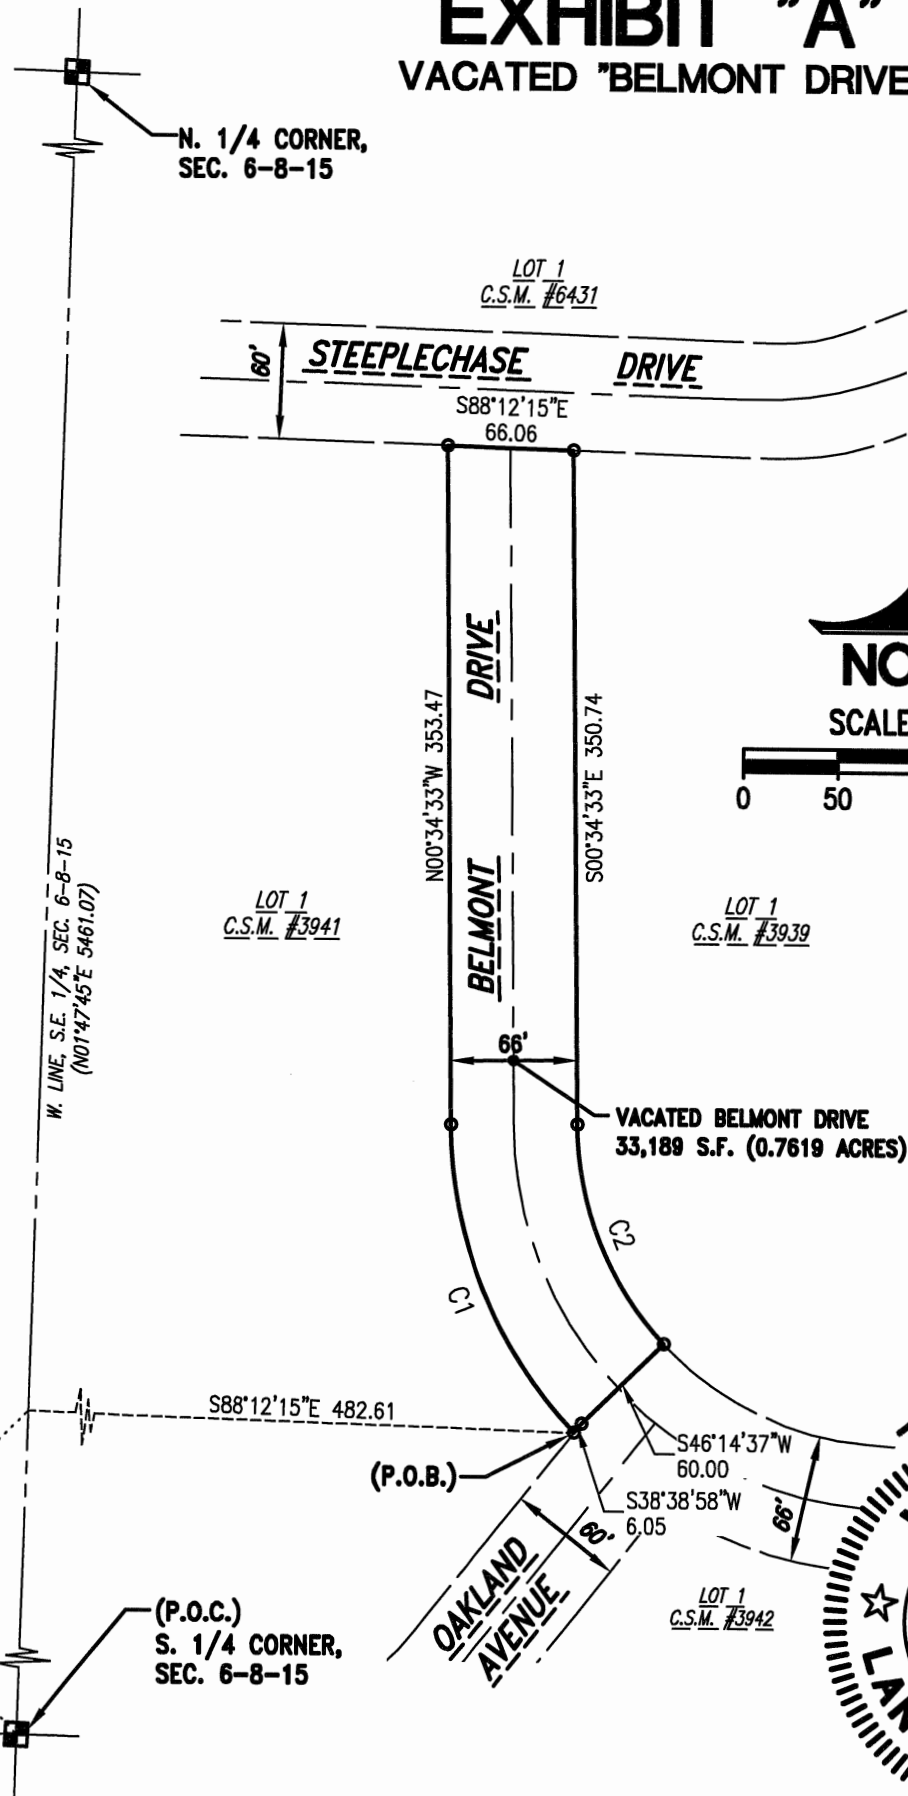 EXHIBIT "A"
VACATED "BELMONT DRIVE
N. 1/4 CORNER,
SEC. 6-8-15
LOT 1
C.S.M. #6431
60'
STEEPLECHASE DRIVE
S88°12'15"E
66.06
DRIVE
N00°34'33"W 353.47
S00°34'33"E 350.74
NO
SCALE
0 50
W. LINE, S.E. 1/4, SEC. 6-8-15
(N01°47'45"E 5461.07)
LOT 1
C.S.M. #3941
BELMONT
LOT 1
C.S.M. #3939
66'
VACATED BELMONT DRIVE
33,189 S.F. (0.7619 ACRES)
C2
C1
S88°12'15"E 482.61
(P.O.B.)
S46°14'37"W
60.00
S38°38'58"W
6.05
66'
60'
OAKLAND
AVENUE
LOT 1
C.S.M. #3942
(P.O.C.)
S. 1/4 CORNER,
SEC. 6-8-15